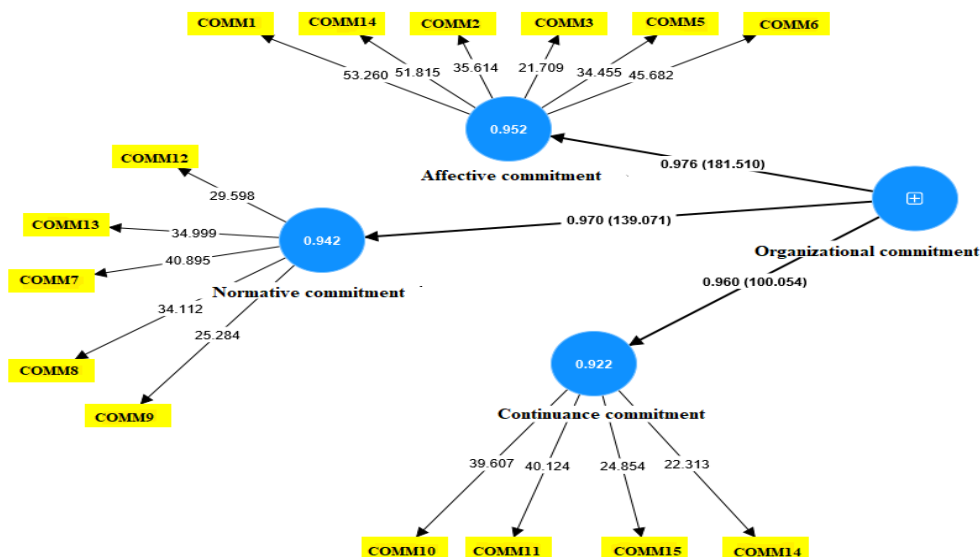 COMM1 COMM14 COMM2 COMM3 COMM5 COMM6
53.260 51.815 35.614 21.709 34.455 45.682
0.952
Affective commitment
0.976 (181.510)
COMM12
29.598
COMM13
34.999
COMM7
40.895
0.942
Normative commitment
0.970 (139.071)
Organizational commitment
34.112
COMM8
25.284
COMM9
0.960 (100.054)
0.922
Continuance commitment
39.607 40.124 24.854 22.313
COMM10 COMM11 COMM15 COMM14